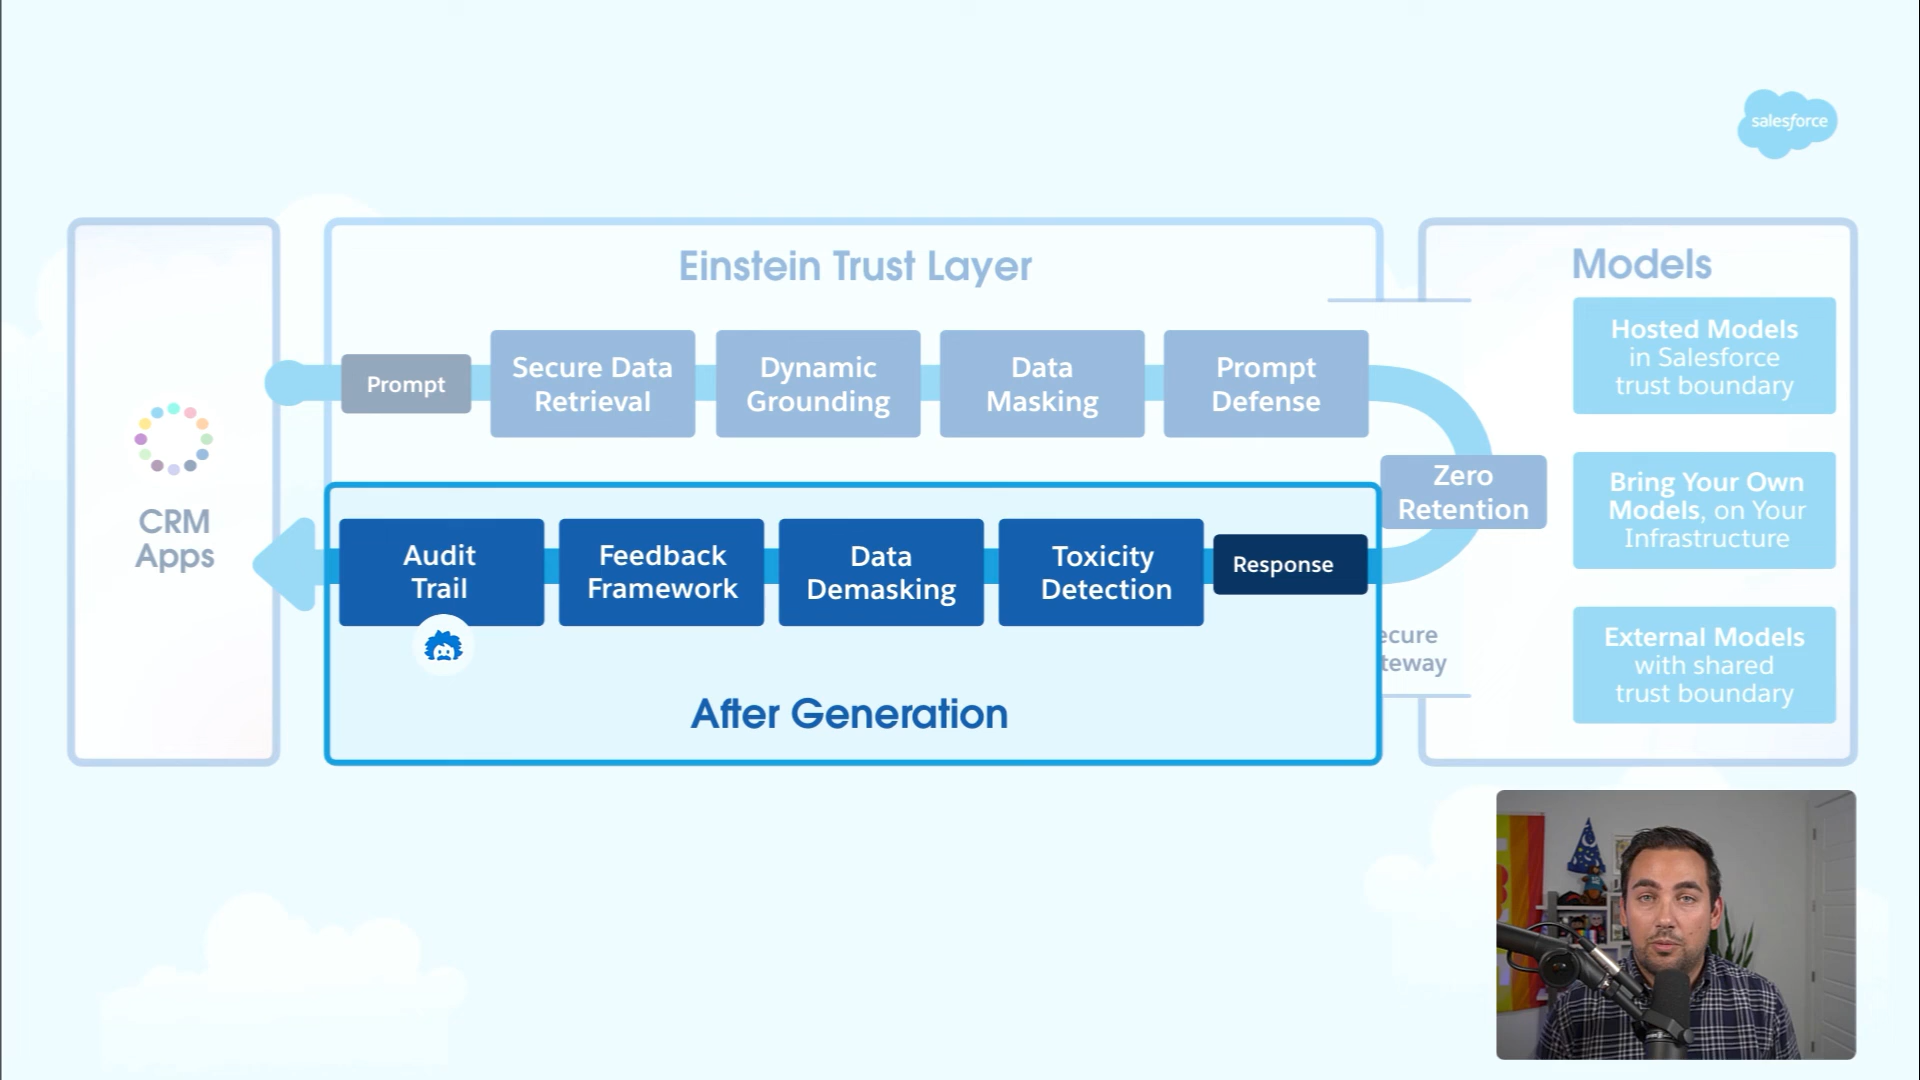 salesforce
Einstein Trust Layer
Models
Prompt
Secure Data
Retrieval
Dynamic
Grounding
Data
Masking
Prompt
Defense
Hosted Models
in Salesforce
trust boundary
Zero
Retention
Bring Your Own
Models, on Your
Infrastructure
CRM
Apps
Audit
Trail
Feedback
Framework
Data
Demasking
Toxicity
Detection
Response
ecure
teway
External Models
with shared
trust boundary
After Generation